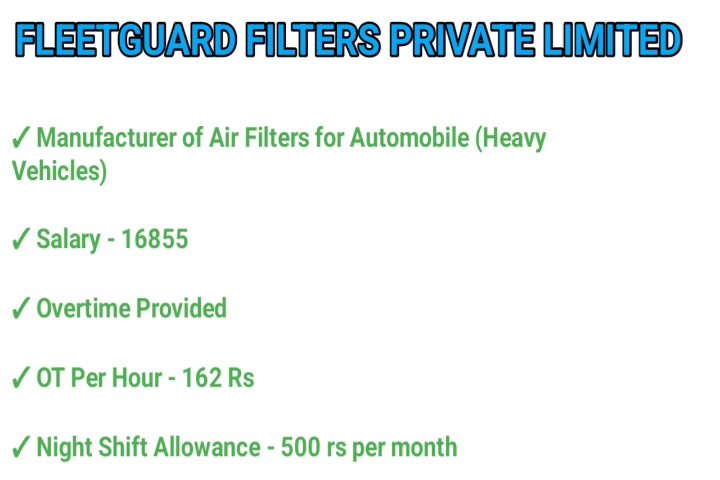 FLEETGUARD FILTERS PRIVATE LIMITED
✓ Manufacturer of Air Filters for Automobile (Heavy
Vehicles)
✓ Salary - 16855
✓ Overtime Provided
✓ OT Per Hour - 162 Rs
✓ Night Shift Allowance - 500 rs per month